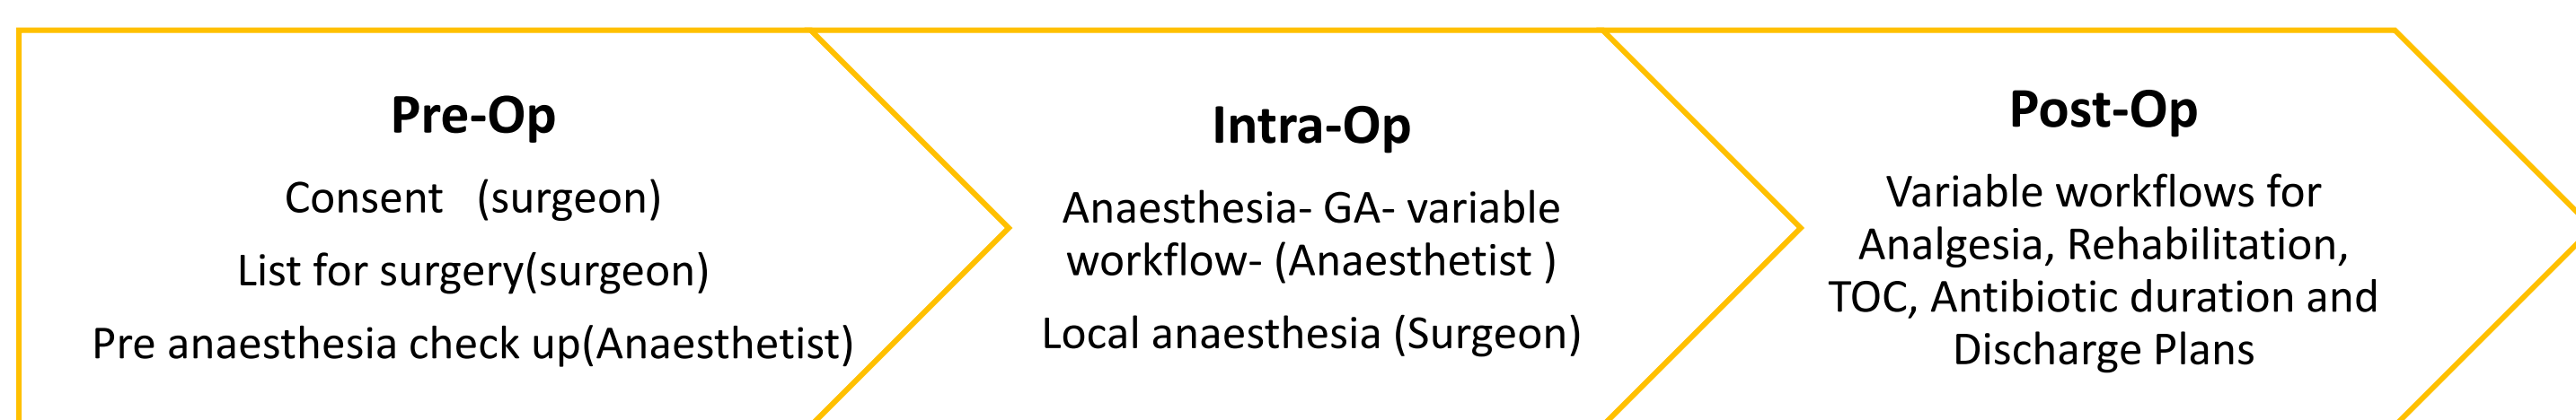 Pre-Op
Consent   (surgeon)
List for surgery(surgeon)
Pre anaesthesia check up(Anaesthetist)
Intra-Op
Anaesthesia- GA- variable
workflow- (Anaesthetist )
Local anaesthesia (Surgeon)
Post-Op
Variable workflows for
Analgesia, Rehabilitation,
TOC, Antibiotic duration and
Discharge Plans